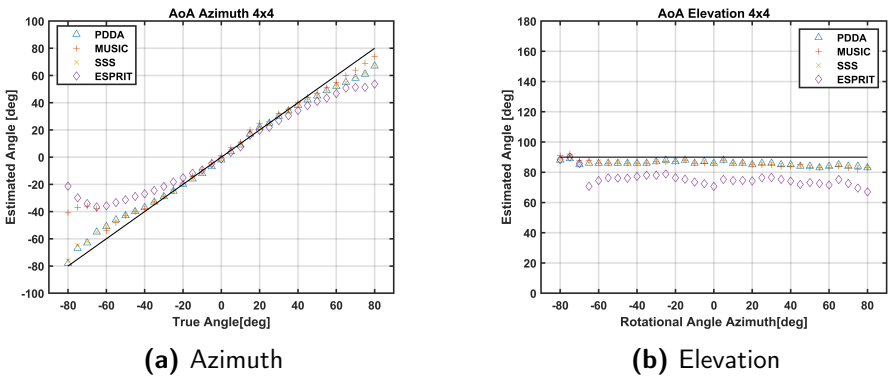 AoA Azimuth 4x4
100
80
60
40
20
0
-20
-40
-60
-80
-100
Estimated Angle [deg]
PDDA
MUSIC
SSS
ESPRIT
-80 -60 -40 -20 0 20 40 60 80
True Angle[deg]
(a) Azimuth
AoA Elevation 4x4
180
160
140
120
100
80
60
40
20
0
Estimated Angle [deg]
PDDA
MUSIC
SSS
ESPRIT
-80 -60 -40 -20 0 20 40 60 80
Rotational Angle Azimuth[deg]
(b) Elevation